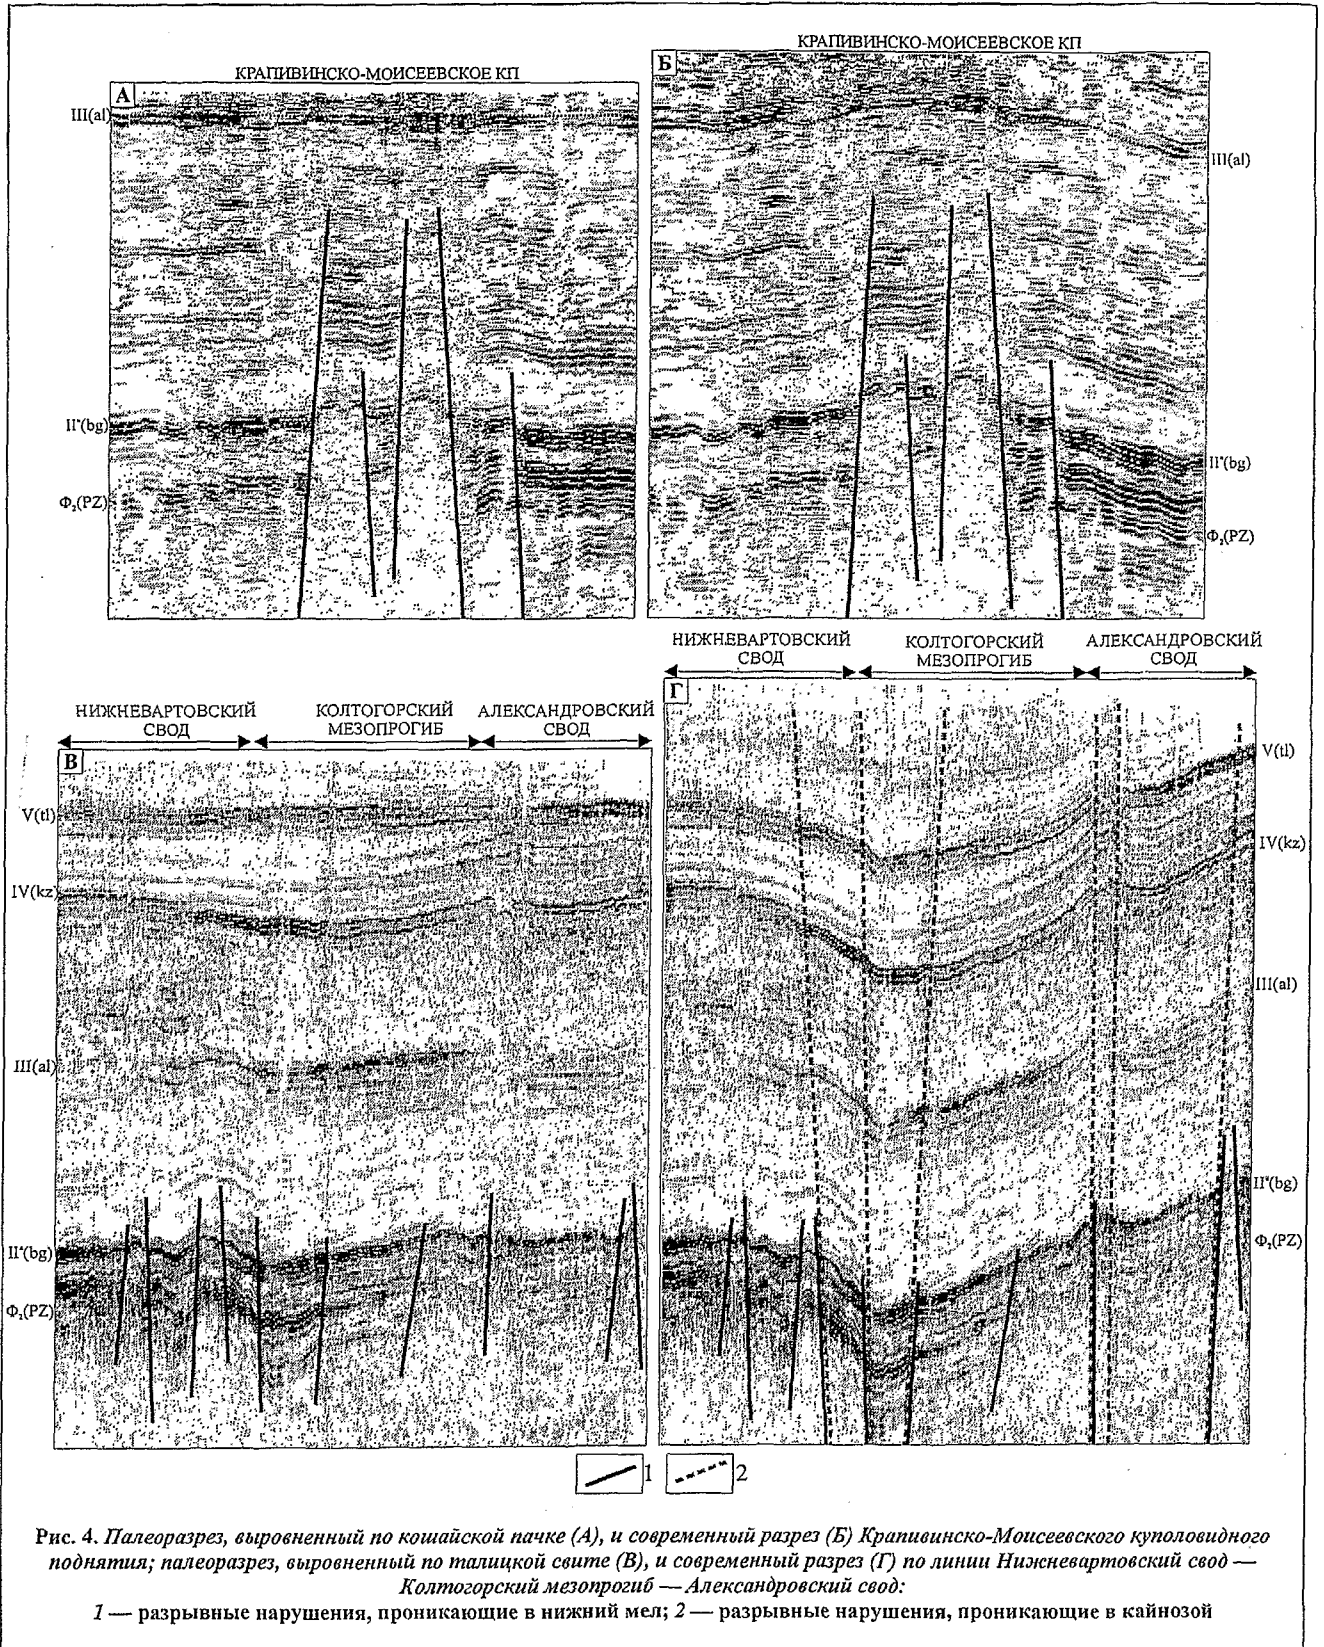 КРАПИВИНСКО-МОИСЕЕВСКОЕ КП
А
III(al)
II"(bg)
Ф₂(PZ)
КРАПИВИНСКО-МОИСЕЕВСКОЕ КП
Б
III(al)
II"(bg)
Ф₂(PZ)
НИЖНЕВАРТОВСКИЙ
СВОД
КОЛТОГОРСКИЙ
МЕЗОПРОГИБ
АЛЕКСАНДРОВСКИЙ
СВОД
В
V(tl)
IV(kz)
III(al)
II"(bg)
Ф₂(PZ)
НИЖНЕВАРТОВСКИЙ
СВОД
КОЛТОГОРСКИЙ
МЕЗОПРОГИБ
АЛЕКСАНДРОВСКИЙ
СВОД
Г
V(tl)
IV(kz)
III(al)
II"(bg)
Ф₂(PZ)
1
2
Рис. 4. Палеоразрез, выровненный по кошайской пачке (А), и современный разрез (Б) Крапивинско-Моисеевского куполовидного
поднятия; палеоразрез, выровненный по талицкой свите (В), и современный разрез (Г) по линии Нижневартовский свод —
Колтогорский мезопрогиб — Александровский свод:
1 — разрывные нарушения, проникающие в нижний мел; 2 — разрывные нарушения, проникающие в кайнозой